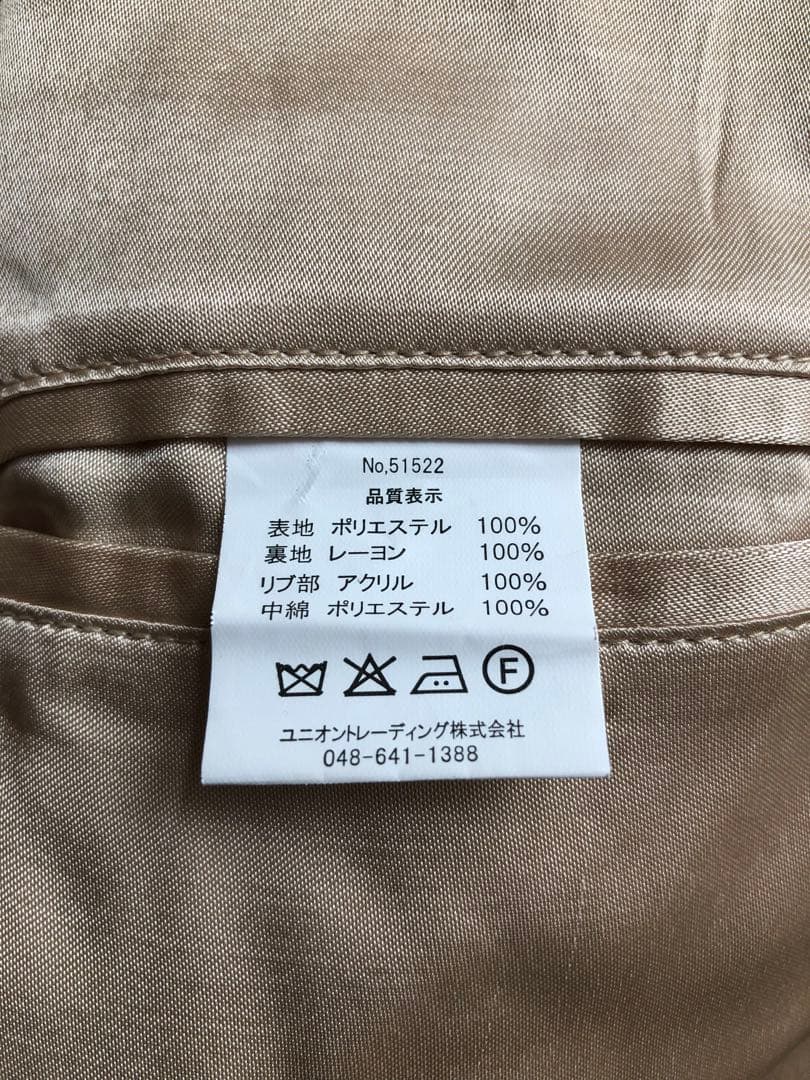 No,51522
品質表示
表地 ポリエステル 100%
裏地 レーヨン 100%
リブ部 アクリル 100%
中綿 ポリエステル 100%
F
ユニオントレーディング株式会社
048-641-1388